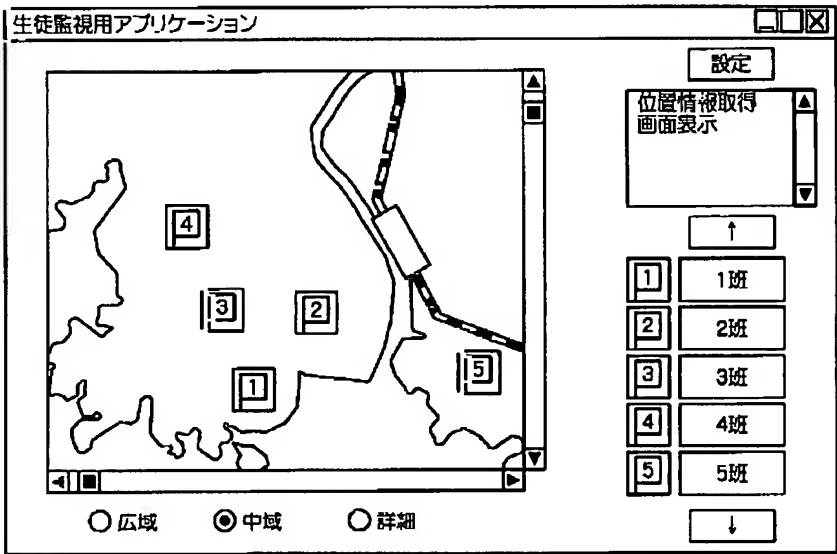 生徒監視用アプリケーション
設定
位置情報取得
画面表示
↑
4
3
2
1
5
1 1班
2 2班
3 3班
4 4班
5 5班
↓
広域 中域 詳細